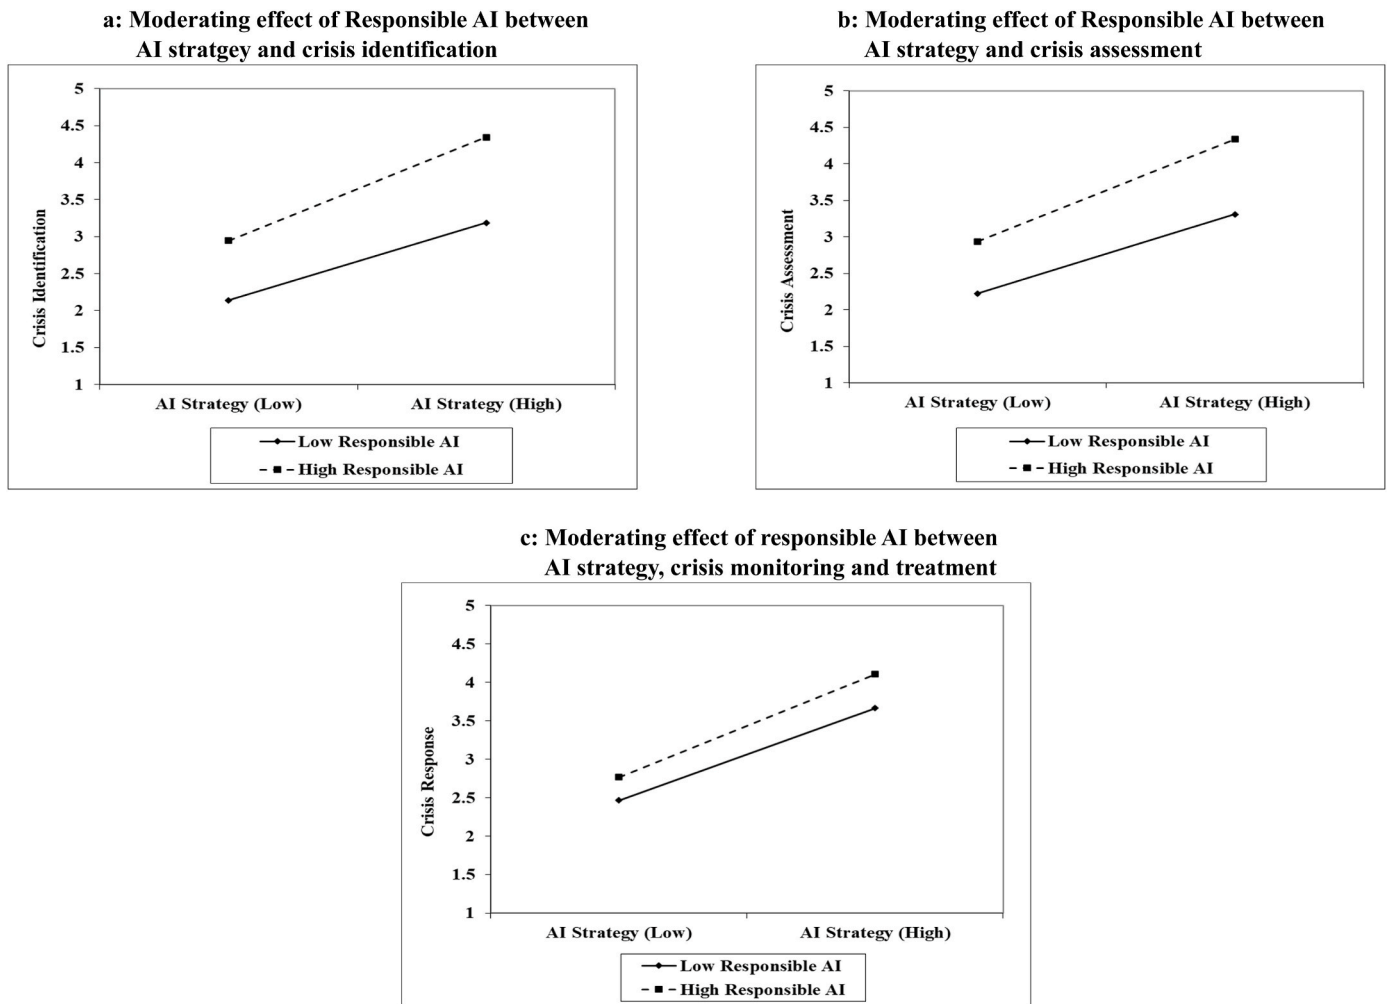 a: Moderating effect of Responsible AI between
AI stratgey and crisis identification
5
4.5
4
3.5
3
2.5
2
1.5
1
Crisis Identification
AI Strategy (Low) AI Strategy (High)
Low Responsible AI
High Responsible AI
b: Moderating effect of Responsible AI between
AI strategy and crisis assessment
5
4.5
4
3.5
3
2.5
2
1.5
1
Crisis Assessment
AI Strategy (Low) AI Strategy (High)
Low Responsible AI
High Responsible AI
c: Moderating effect of responsible AI between
AI strategy, crisis monitoring and treatment
5
4.5
4
3.5
3
2.5
2
1.5
1
Crisis Response
AI Strategy (Low) AI Strategy (High)
Low Responsible AI
High Responsible AI